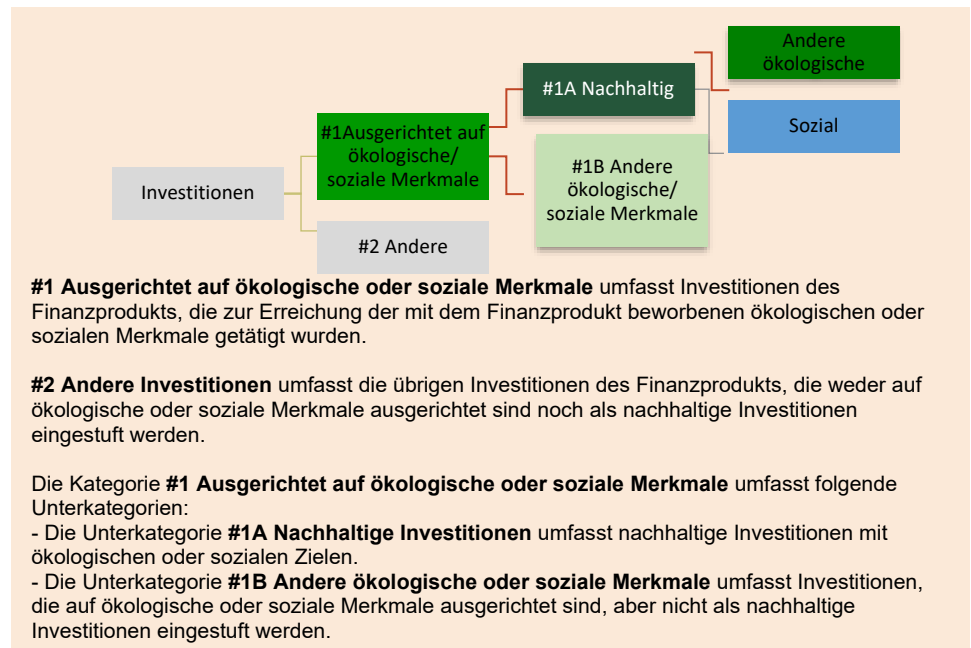 Andere
ökologische
#1A Nachhaltig
Sozial
#1Ausgerichtet auf
ökologische/
soziale Merkmale
#1B Andere
ökologische/
soziale Merkmale
Investitionen
#2 Andere
#1 Ausgerichtet auf ökologische oder soziale Merkmale umfasst Investitionen des
Finanzprodukts, die zur Erreichung der mit dem Finanzprodukt beworbenen ökologischen oder
sozialen Merkmale getätigt wurden.
#2 Andere Investitionen umfasst die übrigen Investitionen des Finanzprodukts, die weder auf
ökologische oder soziale Merkmale ausgerichtet sind noch als nachhaltige Investitionen
eingestuft werden.
Die Kategorie #1 Ausgerichtet auf ökologische oder soziale Merkmale umfasst folgende
Unterkategorien:
- Die Unterkategorie #1A Nachhaltige Investitionen umfasst nachhaltige Investitionen mit
ökologischen oder sozialen Zielen.
- Die Unterkategorie #1B Andere ökologische oder soziale Merkmale umfasst Investitionen,
die auf ökologische oder soziale Merkmale ausgerichtet sind, aber nicht als nachhaltige
Investitionen eingestuft werden.